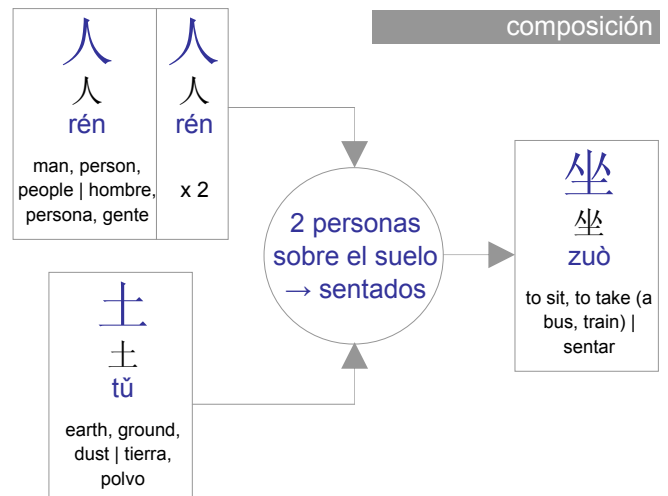 composición
人
人
rén
man, person,
people | hombre,
persona, gente
人
人
rén
x 2
土
土
tǔ
earth, ground,
dust | tierra,
polvo
2 personas
sobre el suelo
→ sentados
坐
坐
zuò
to sit, to take (a
bus, train) |
sentar